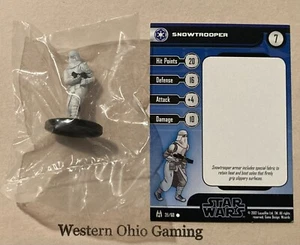 SNOWTROOPER
7
Hit Points 20
Defense 16
Attack +4
Damage 10
Snowtrooper armor includes special fabric to
retain heat and boot soles that firmly
grip slippery surfaces.
STAR
WARS
Western Ohio Gaming